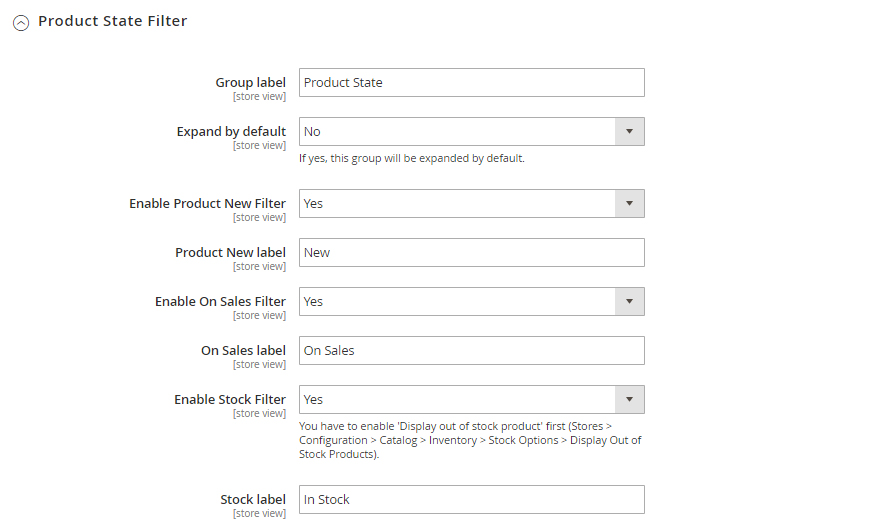 Product State Filter
Group label
[store view]
Product State
Expand by default
[store view]
No
If yes, this group will be expanded by default.
Enable Product New Filter
[store view]
Yes
Product New label
[store view]
New
Enable On Sales Filter
[store view]
Yes
On Sales label
[store view]
On Sales
Enable Stock Filter
[store view]
Yes
You have to enable 'Display out of stock product' first (Stores >
Configuration > Catalog > Inventory > Stock Options > Display Out of
Stock Products).
Stock label
[store view]
In Stock